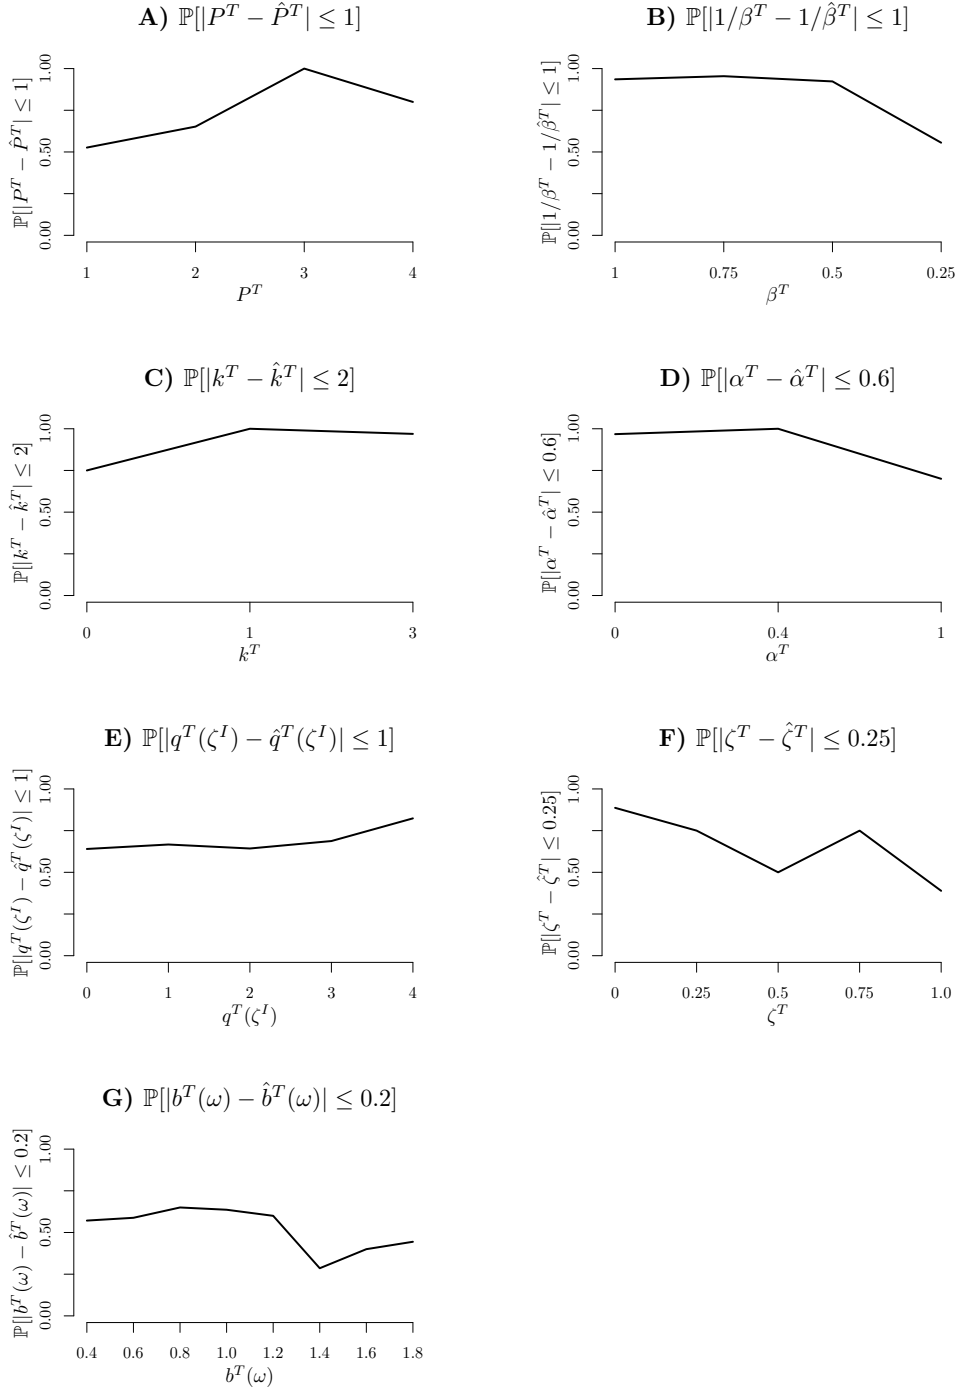 A) ℙ[|P^T − P̂^T| ≤ 1]
ℙ[|P^T − P̂^T| ≤ 1]
0.00 0.50 1.00
1 2 3 4
P^T
B) ℙ[|1/β^T − 1/β̂^T| ≤ 1]
ℙ[|1/β^T − 1/β̂^T| ≤ 1]
0.00 0.50 1.00
1 0.75 0.5 0.25
β^T
C) ℙ[|k^T − k̂^T| ≤ 2]
ℙ[|k^T − k̂^T| ≤ 2]
0.00 0.50 1.00
0 1 3
k^T
D) ℙ[|α^T − α̂^T| ≤ 0.6]
ℙ[|α^T − α̂^T| ≤ 0.6]
0.00 0.50 1.00
0 0.4 1
α^T
E) ℙ[|q^T(ζ^I) − q̂^T(ζ^I)| ≤ 1]
ℙ[|q^T(ζ^I) − q̂^T(ζ^I)| ≤ 1]
0.00 0.50 1.00
0 1 2 3 4
q^T(ζ^I)
F) ℙ[|ζ^T − ζ̂^T| ≤ 0.25]
ℙ[|ζ^T − ζ̂^T| ≤ 0.25]
0.00 0.50 1.00
0 0.25 0.5 0.75 1.0
ζ^T
G) ℙ[|b^T(ω) − b̂^T(ω)| ≤ 0.2]
ℙ[|b^T(ω) − b̂^T(ω)| ≤ 0.2]
0.00 0.50 1.00
0.4 0.6 0.8 1.0 1.2 1.4 1.6 1.8
b^T(ω)